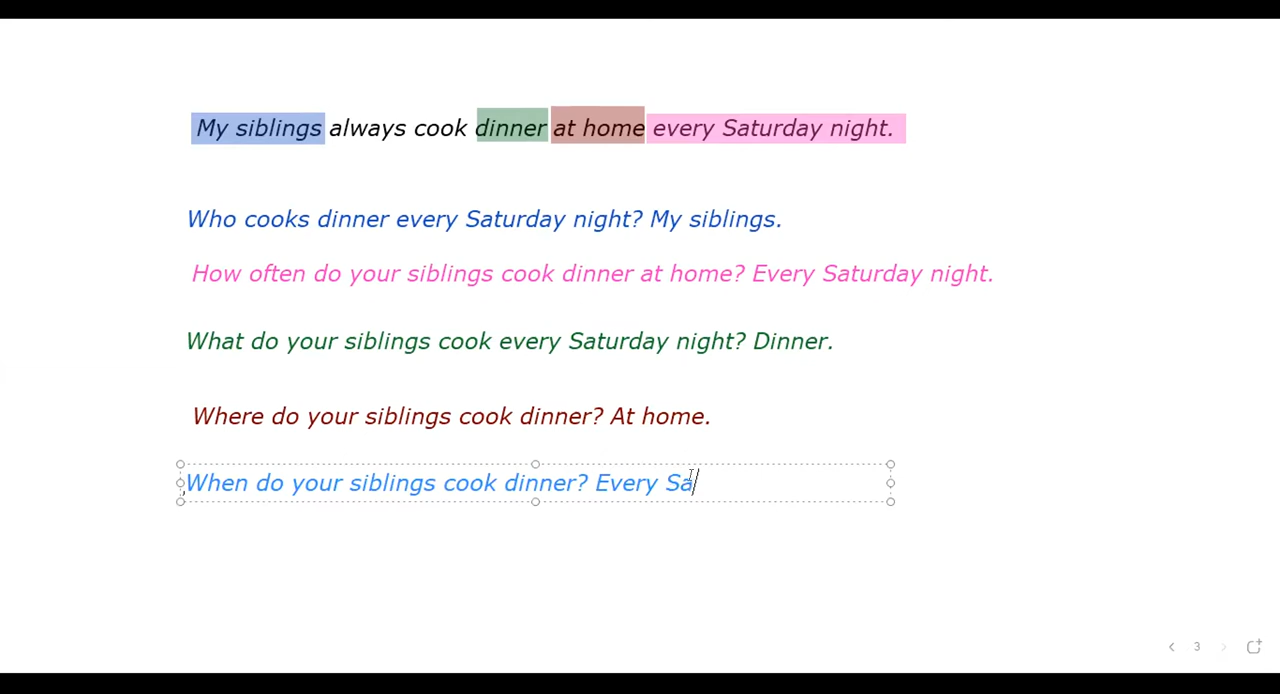 My siblings always cook dinner at home every Saturday night.
Who cooks dinner every Saturday night? My siblings.
How often do your siblings cook dinner at home? Every Saturday night.
What do your siblings cook every Saturday night? Dinner.
Where do your siblings cook dinner? At home.
When do your siblings cook dinner? Every Sa
3